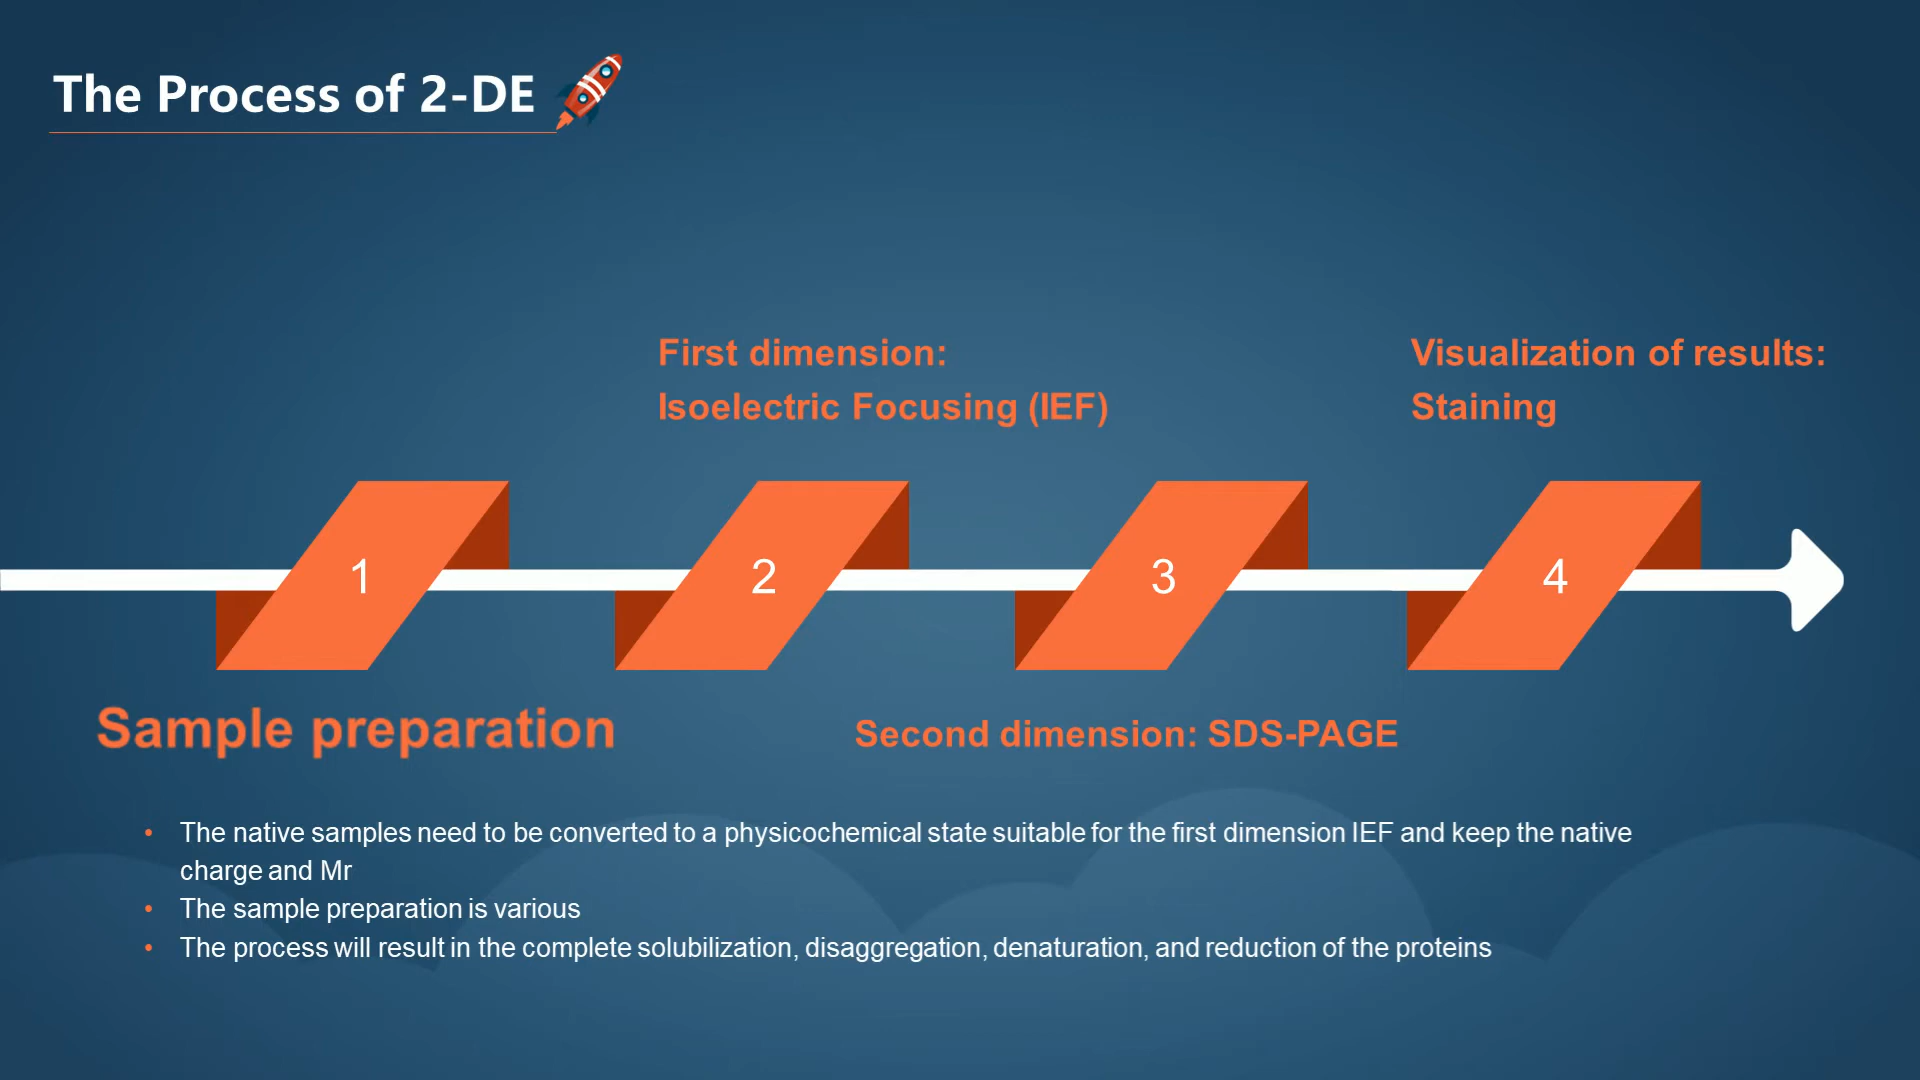 The Process of 2-DE
First dimension:
Isoelectric Focusing (IEF)
Visualization of results:
Staining
1
2
3
4
Sample preparation
Second dimension: SDS-PAGE
• The native samples need to be converted to a physicochemical state suitable for the first dimension IEF and keep the native
charge and Mr
• The sample preparation is various
• The process will result in the complete solubilization, disaggregation, denaturation, and reduction of the proteins